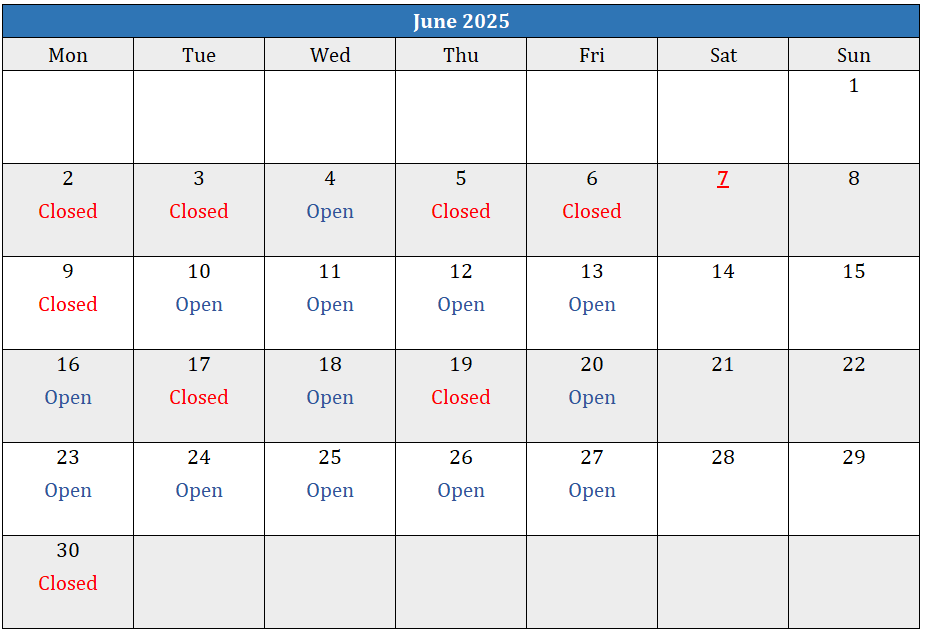 June 2025
Mon Tue Wed Thu Fri Sat Sun
1
2 3 4 5 6 7 8
Closed Closed Open Closed Closed
9 10 11 12 13 14 15
Closed Open Open Open Open
16 17 18 19 20 21 22
Open Closed Open Closed Open
23 24 25 26 27 28 29
Open Open Open Open Open
30
Closed